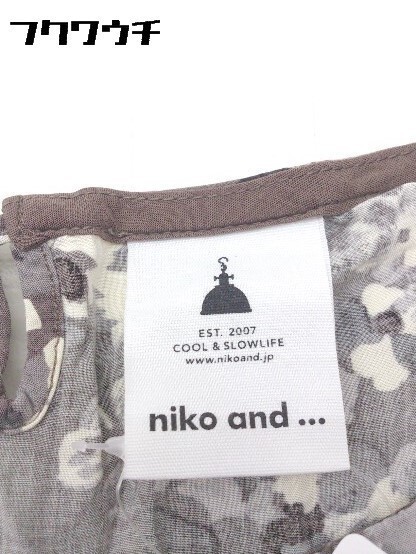 フクワウチ
EST. 2007
COOL & SLOWLIFE
www.nikoand.jp
niko and ...